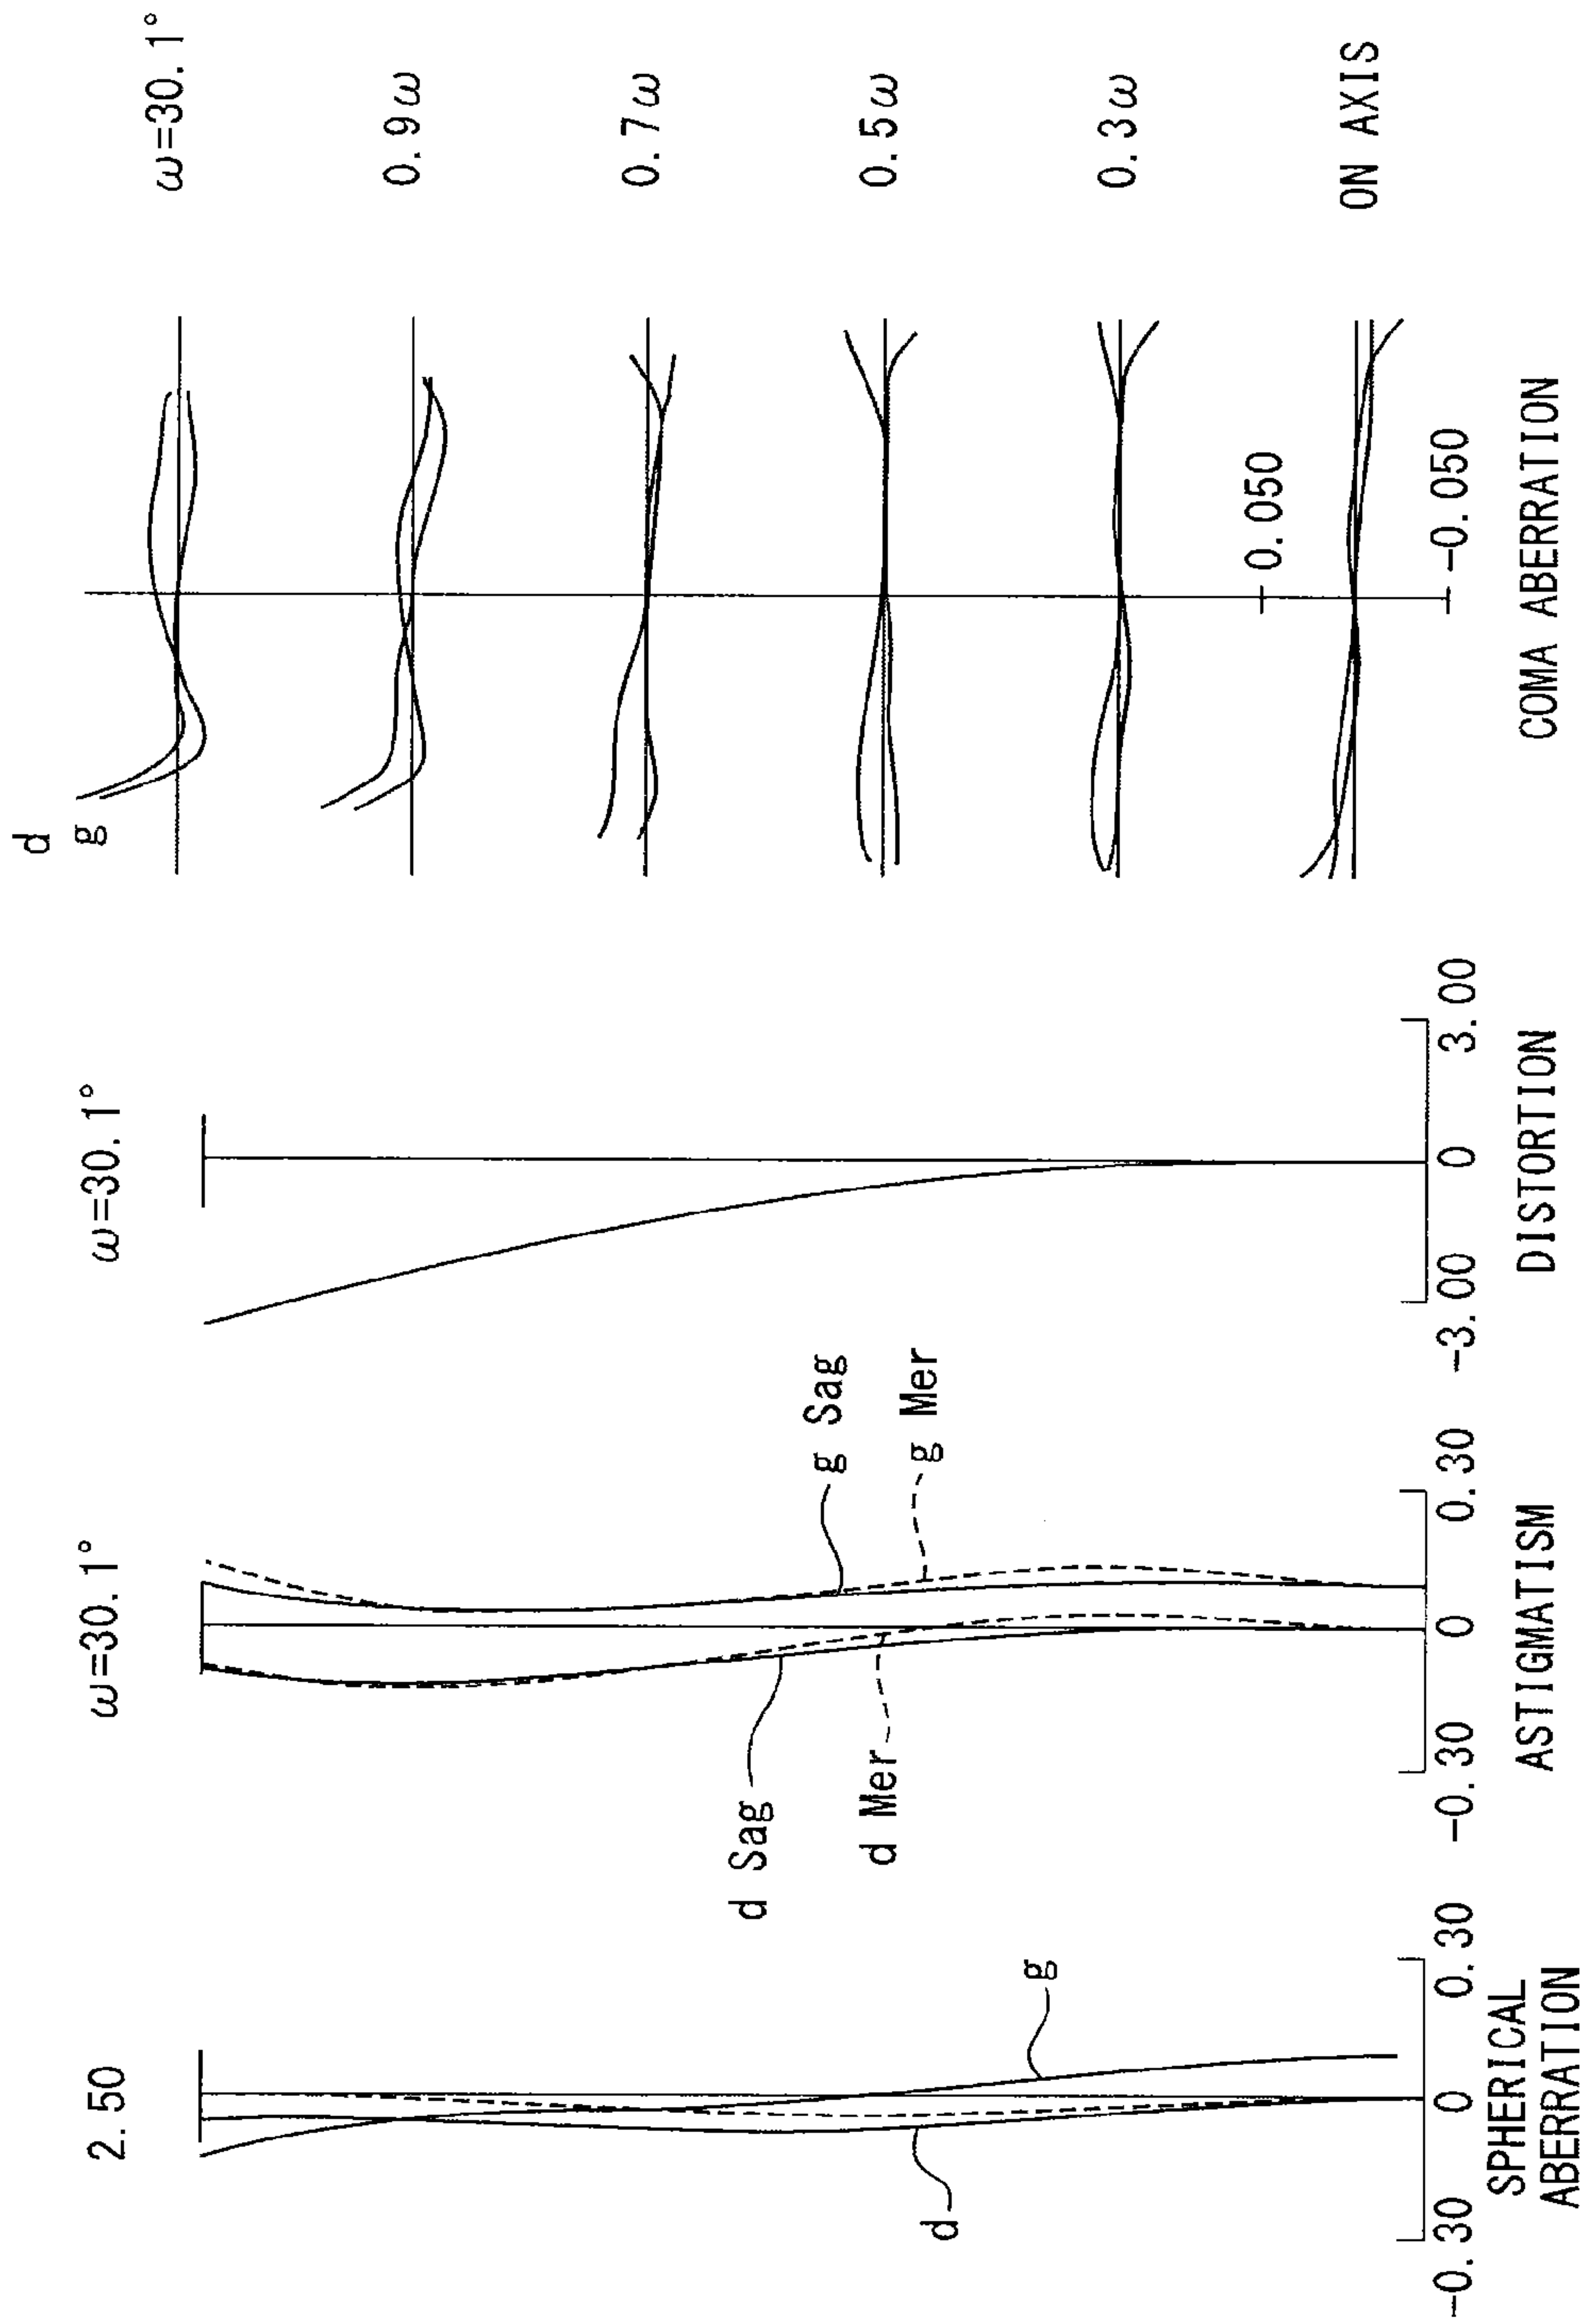 2.50
g
d
-0.30
0
0.30
SPHERICAL
ABERRATION
ω=30.1°
d Sag
d Mer
g Sag
g Mer
-0.30
0
0.30
ASTIGMATISM
ω=30.1°
-3.00
0
3.00
DISTORTION
d
g
ω=30.1°
0.9ω
0.7ω
0.5ω
0.3ω
0.050
ON AXIS
-0.050
COMA ABERRATION